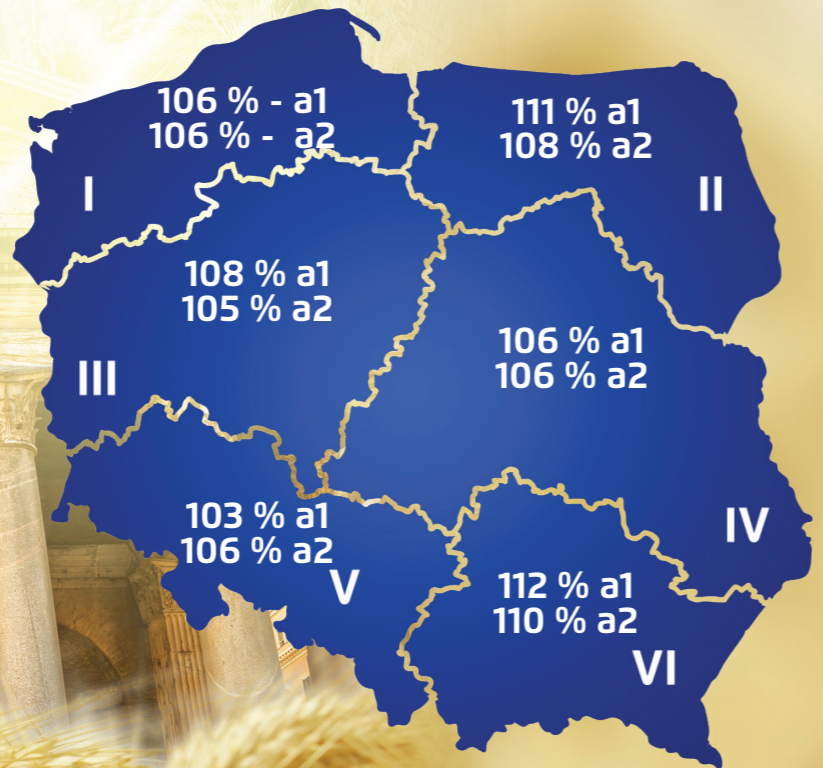 106 % - a1
106 % - a2
I
111 % a1
108 % a2
II
108 % a1
105 % a2
III
106 % a1
106 % a2
IV
103 % a1
106 % a2
V
112 % a1
110 % a2
VI